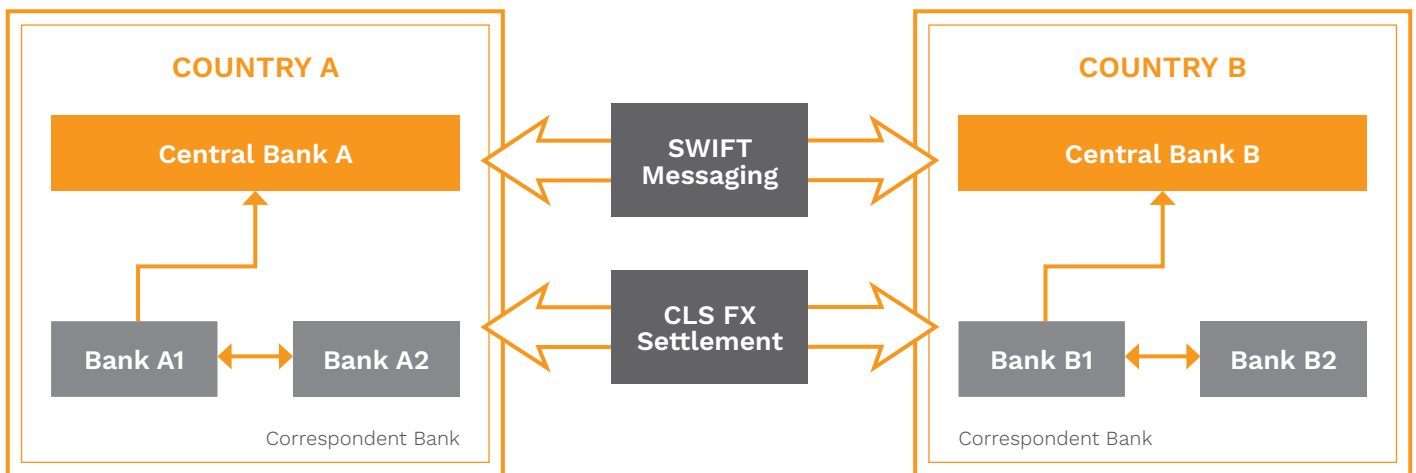 COUNTRY A
Central Bank A
Bank A1
Bank A2
Correspondent Bank
SWIFT
Messaging
CLS FX
Settlement
COUNTRY B
Central Bank B
Bank B1
Bank B2
Correspondent Bank